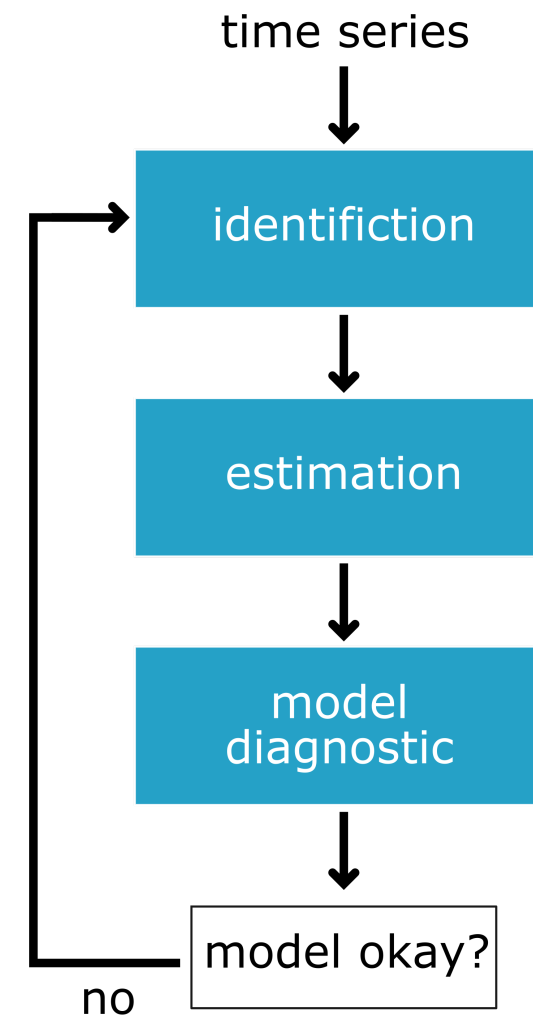 time series
identifiction
estimation
model
diagnostic
model okay?
no